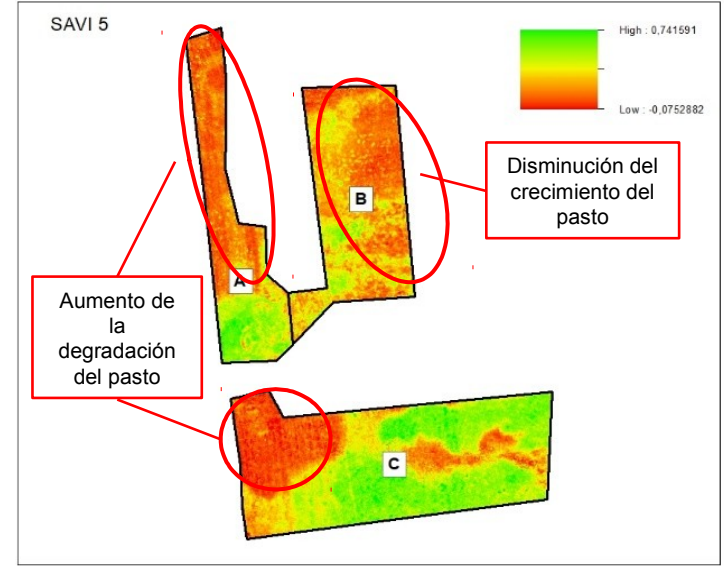 SAVI 5
High : 0,741591
Low : -0,0752882
Disminución del
crecimiento del
pasto
B
A
Aumento de
la
degradación
del pasto
C